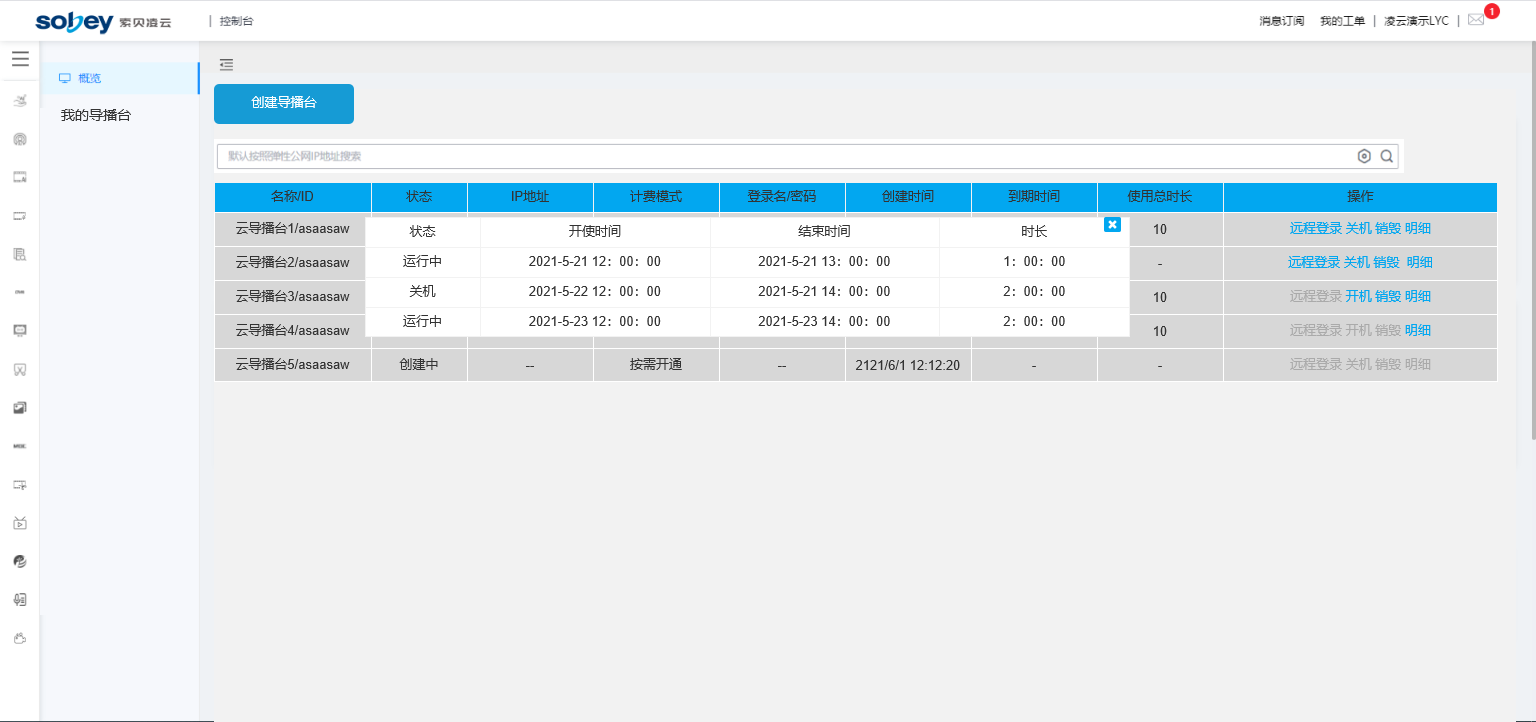 sobey 索贝凌云 | 控制台 消息订阅 我的工单 | 凌云演示LYC | 1
概览
我的导播台
创建导播台
默认按照弹性公网IP地址搜索
名称/ID 状态 IP地址 计费模式 登录名/密码 创建时间 到期时间 使用总时长 操作
云导播台1/asaasaw 10 远程登录 关机 销毁 明细
云导播台2/asaasaw - 远程登录 关机 销毁 明细
云导播台3/asaasaw 10 远程登录 开机 销毁 明细
云导播台4/asaasaw 10 远程登录 开机 销毁 明细
云导播台5/asaasaw 创建中 -- 按需开通 -- 2121/6/1 12:12:20 - - 远程登录 关机 销毁 明细
状态 开使时间 结束时间 时长
运行中 2021-5-21 12：00：00 2021-5-21 13：00：00 1：00：00
关机 2021-5-22 12：00：00 2021-5-21 14：00：00 2：00：00
运行中 2021-5-23 12：00：00 2021-5-23 14：00：00 2：00：00